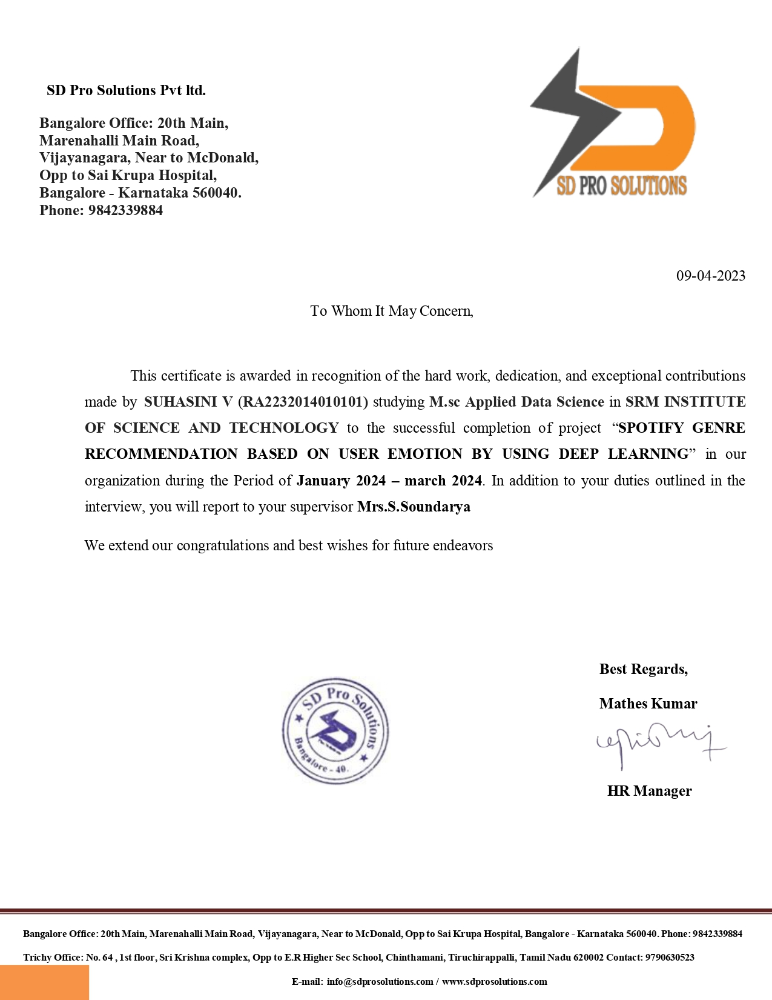 SD Pro Solutions Pvt ltd.
Bangalore Office: 20th Main,
Marenahalli Main Road,
Vijayanagara, Near to McDonald,
Opp to Sai Krupa Hospital,
Bangalore - Karnataka 560040.
Phone: 9842339884
SD PRO SOLUTIONS
09-04-2023
To Whom It May Concern,
This certificate is awarded in recognition of the hard work, dedication, and exceptional contributions
made by SUHASINI V (RA2232014010101) studying M.sc Applied Data Science in SRM INSTITUTE
OF SCIENCE AND TECHNOLOGY to the successful completion of project “SPOTIFY GENRE
RECOMMENDATION BASED ON USER EMOTION BY USING DEEP LEARNING” in our
organization during the Period of January 2024 – march 2024. In addition to your duties outlined in the
interview, you will report to your supervisor Mrs.S.Soundarya
We extend our congratulations and best wishes for future endeavors
Best Regards,
Mathes Kumar
SD Pro Solutions
Bangalore - 40.
HR Manager
Bangalore Office: 20th Main, Marenahalli Main Road, Vijayanagara, Near to McDonald, Opp to Sai Krupa Hospital, Bangalore - Karnataka 560040. Phone: 9842339884
Trichy Office: No. 64 , 1st floor, Sri Krishna complex, Opp to E.R Higher Sec School, Chinthamani, Tiruchirappalli, Tamil Nadu 620002 Contact: 9790630523
E-mail: info@sdprosolutions.com / www.sdprosolutions.com